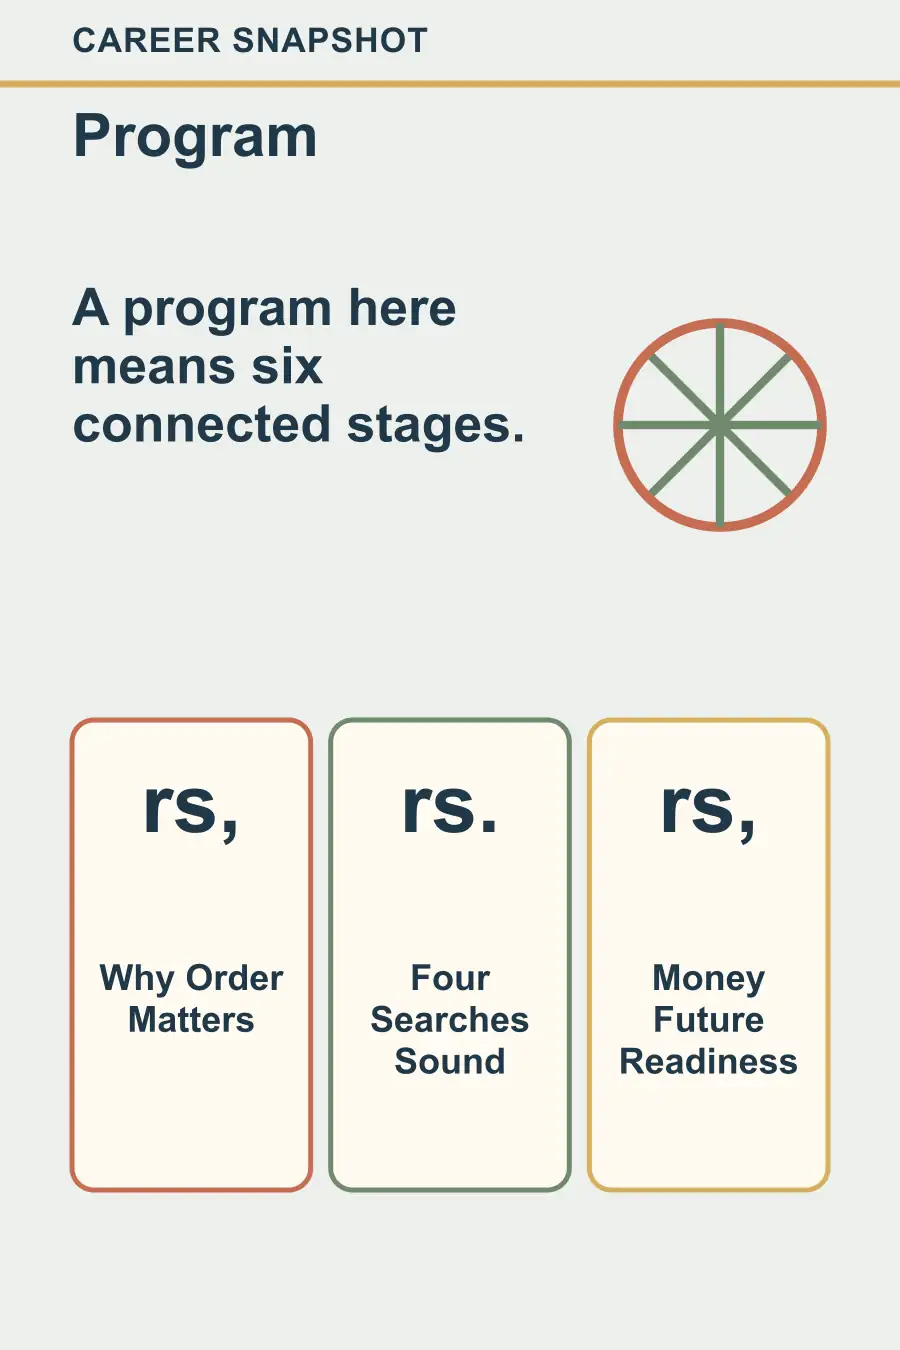 CAREER SNAPSHOT
Program
A program here
means six
connected stages.
rs,
Why Order
Matters
rs.
Four
Searches
Sound
rs,
Money
Future
Readiness